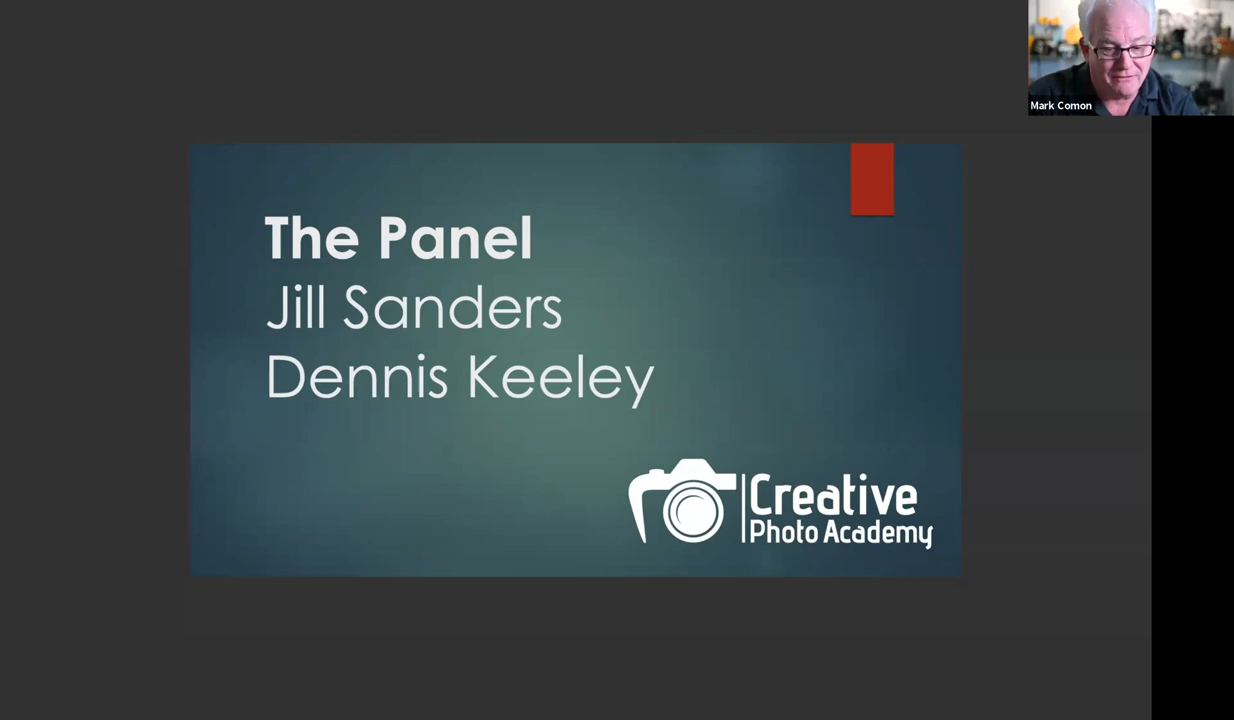 Mark Comon
The Panel
Jill Sanders
Dennis Keeley
Creative
Photo Academy